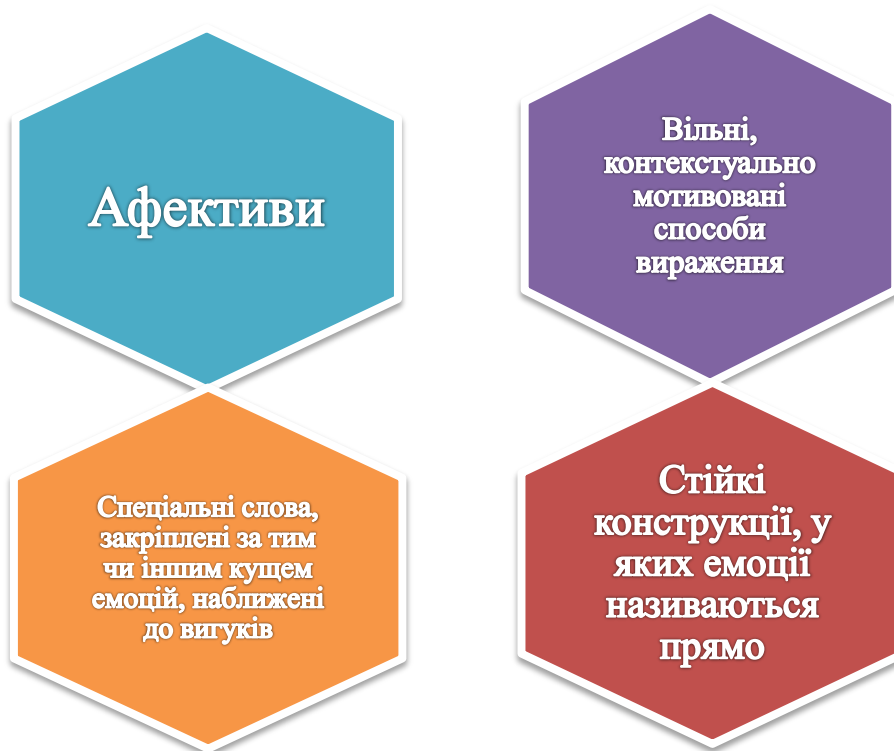 Афективи
Вільні,
контекстуально
мотивовані
способи
вираження
Спеціальні слова,
закріплені за тим
чи іншим кущем
емоцій, наближені
до вигуків
Стійкі
конструкції, у
яких емоції
називаються
прямо